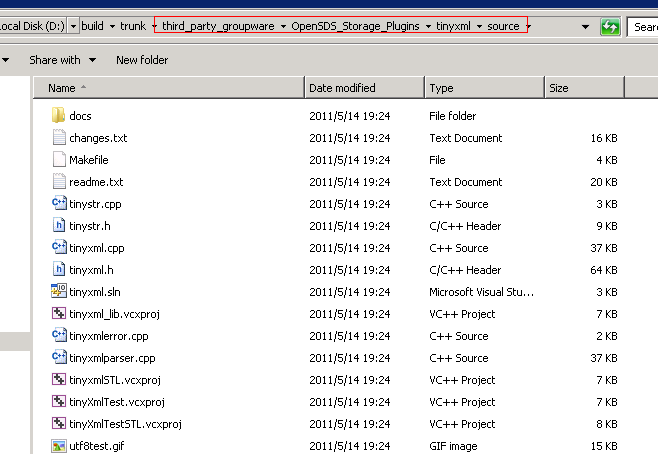 Local Disk (D:) build trunk third_party_groupware OpenSDS_Storage_Plugins tinyxml source Sear
Share with New folder
Name Date modified Type Size
docs 2011/5/14 19:24 File folder
changes.txt 2011/5/14 19:24 Text Document 16 KB
Makefile 2011/5/14 19:24 File 4 KB
readme.txt 2011/5/14 19:24 Text Document 20 KB
tinystr.cpp 2011/5/14 19:24 C++ Source 3 KB
tinystr.h 2011/5/14 19:24 C/C++ Header 9 KB
tinyxml.cpp 2011/5/14 19:24 C++ Source 37 KB
tinyxml.h 2011/5/14 19:24 C/C++ Header 64 KB
tinyxml.sln 2011/5/14 19:24 Microsoft Visual Stu... 3 KB
tinyxml_lib.vcxproj 2011/5/14 19:24 VC++ Project 7 KB
tinyxmlerror.cpp 2011/5/14 19:24 C++ Source 2 KB
tinyxmlparser.cpp 2011/5/14 19:24 C++ Source 37 KB
tinyxmlSTL.vcxproj 2011/5/14 19:24 VC++ Project 7 KB
tinyXmlTest.vcxproj 2011/5/14 19:24 VC++ Project 7 KB
tinyXmlTestSTL.vcxproj 2011/5/14 19:24 VC++ Project 8 KB
utf8test.gif 2011/5/14 19:24 GIF image 15 KB